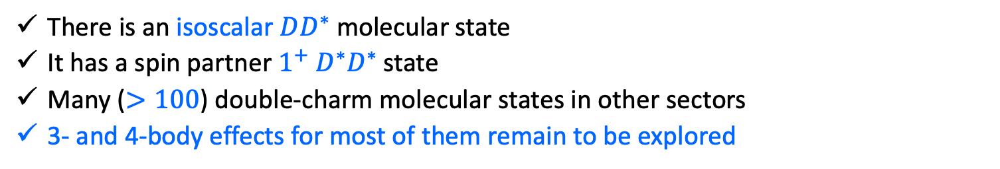 ✓ There is an isoscalar DD* molecular state
✓ It has a spin partner 1⁺ D*D* state
✓ Many (> 100) double-charm molecular states in other sectors
✓ 3- and 4-body effects for most of them remain to be explored